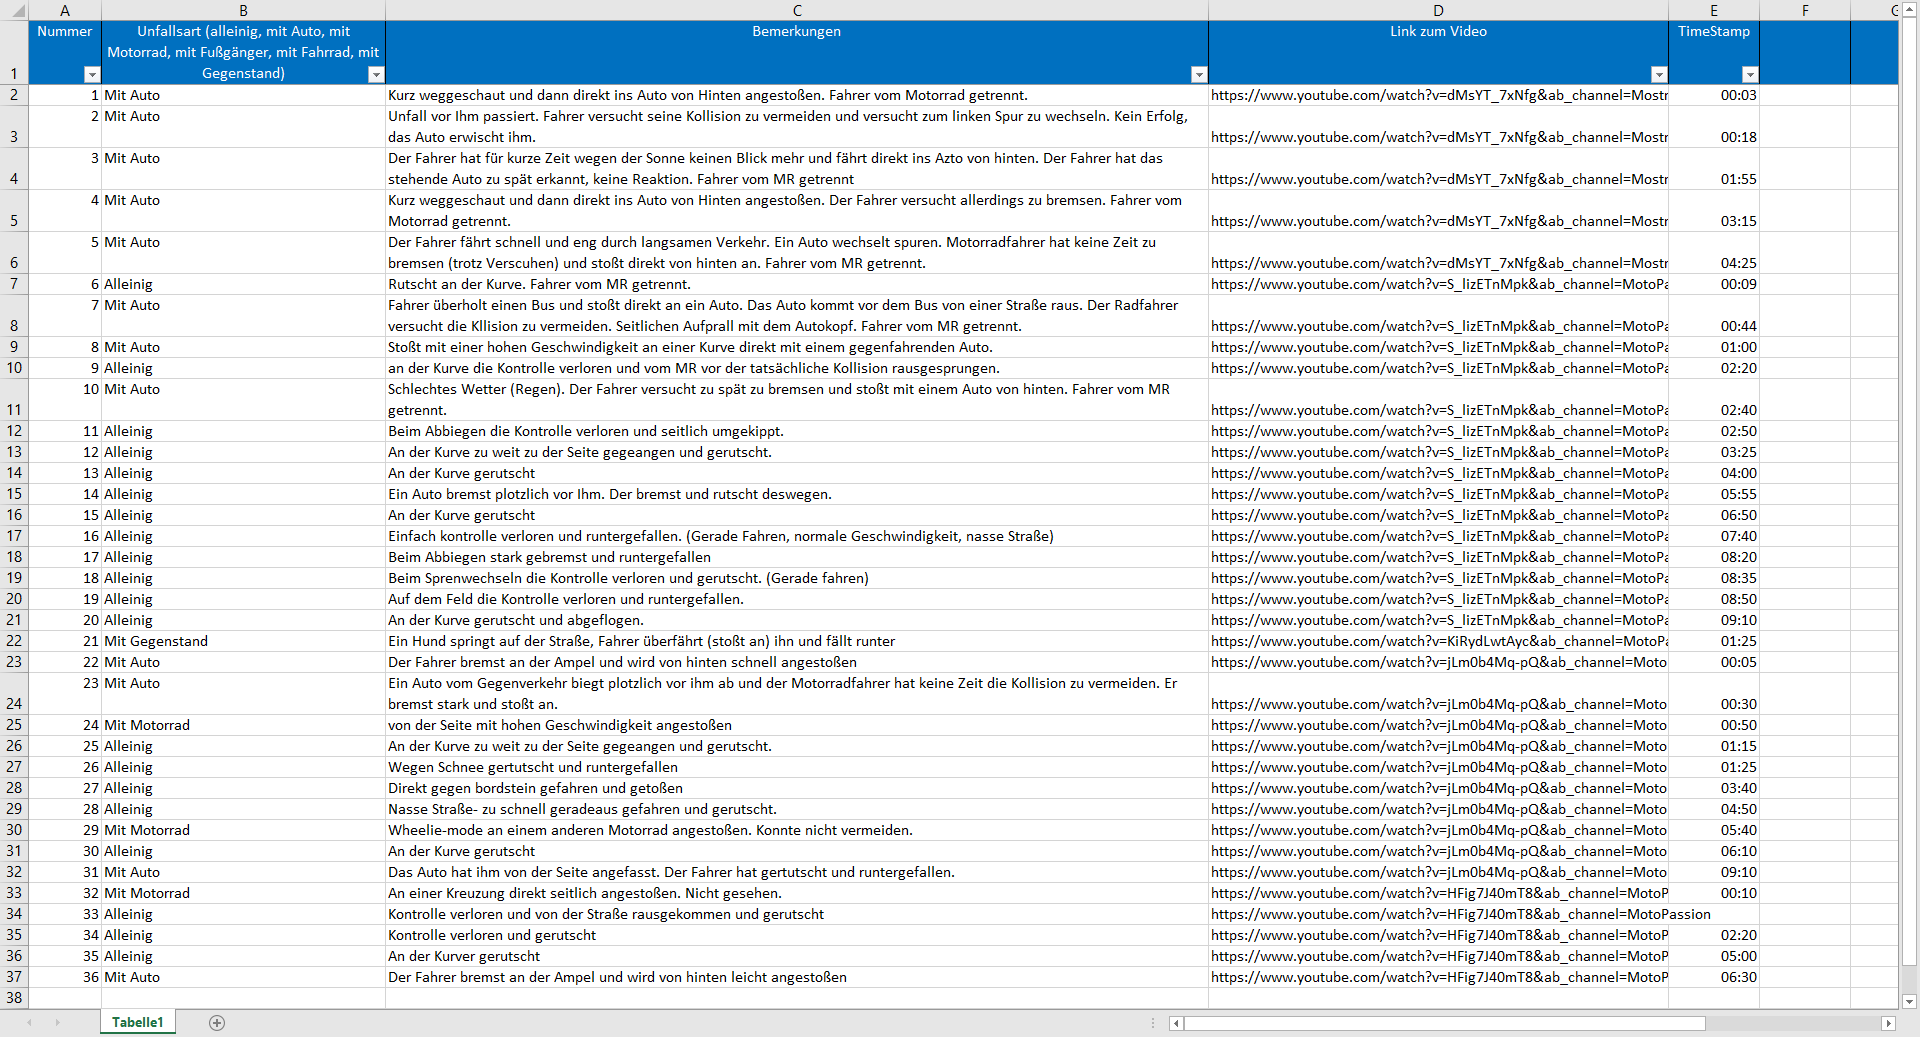 A B C D E F G
1 Nummer Unfallsart (alleinig, mit Auto, mit Bemerkungen Link zum Video TimeStamp
Motorrad, mit Fußgänger, mit Fahrrad, mit
Gegenstand)
2 1 Mit Auto Kurz weggeschaut und dann direkt ins Auto von Hinten angestoßen. Fahrer vom Motorrad getrennt. https://www.youtube.com/watch?v=dMsYT_7xNfg&ab_channel=Mostr 00:03
3 2 Mit Auto Unfall vor Ihm passiert. Fahrer versucht seine Kollision zu vermeiden und versucht zum linken Spur zu wechseln. Kein Erfolg,
das Auto erwischt ihm. https://www.youtube.com/watch?v=dMsYT_7xNfg&ab_channel=Mostr 00:18
4 3 Mit Auto Der Fahrer hat für kurze Zeit wegen der Sonne keinen Blick mehr und fährt direkt ins Azto von hinten. Der Fahrer hat das
stehende Auto zu spät erkannt, keine Reaktion. Fahrer vom MR getrennt https://www.youtube.com/watch?v=dMsYT_7xNfg&ab_channel=Mostr 01:55
5 4 Mit Auto Kurz weggeschaut und dann direkt ins Auto von Hinten angestoßen. Der Fahrer versucht allerdings zu bremsen. Fahrer vom
Motorrad getrennt. https://www.youtube.com/watch?v=dMsYT_7xNfg&ab_channel=Mostr 03:15
6 5 Mit Auto Der Fahrer fährt schnell und eng durch langsamen Verkehr. Ein Auto wechselt spuren. Motorradfahrer hat keine Zeit zu
bremsen (trotz Verscuhen) und stoßt direkt von hinten an. Fahrer vom MR getrennt. https://www.youtube.com/watch?v=dMsYT_7xNfg&ab_channel=Mostr 04:25
7 6 Alleinig Rutscht an der Kurve. Fahrer vom MR getrennt. https://www.youtube.com/watch?v=S_lizETnMpk&ab_channel=MotoPa 00:09
8 7 Mit Auto Fahrer überholt einen Bus und stoßt direkt an ein Auto. Das Auto kommt vor dem Bus von einer Straße raus. Der Radfahrer
versucht die Kllision zu vermeiden. Seitlichen Aufprall mit dem Autokopf. Fahrer vom MR getrennt. https://www.youtube.com/watch?v=S_lizETnMpk&ab_channel=MotoPa 00:44
9 8 Mit Auto Stoßt mit einer hohen Geschwindigkeit an einer Kurve direkt mit einem gegenfahrenden Auto. https://www.youtube.com/watch?v=S_lizETnMpk&ab_channel=MotoPa 01:00
10 9 Alleinig an der Kurve die Kontrolle verloren und vom MR vor der tatsächliche Kollision rausgesprungen. https://www.youtube.com/watch?v=S_lizETnMpk&ab_channel=MotoPa 02:20
11 10 Mit Auto Schlechtes Wetter (Regen). Der Fahrer versucht zu spät zu bremsen und stoßt mit einem Auto von hinten. Fahrer vom MR
getrennt. https://www.youtube.com/watch?v=S_lizETnMpk&ab_channel=MotoPa 02:40
12 11 Alleinig Beim Abbiegen die Kontrolle verloren und seitlich umgekippt. https://www.youtube.com/watch?v=S_lizETnMpk&ab_channel=MotoPa 02:50
13 12 Alleinig An der Kurve zu weit zu der Seite gegeangen und gerutscht. https://www.youtube.com/watch?v=S_lizETnMpk&ab_channel=MotoPa 03:25
14 13 Alleinig An der Kurve gerutscht https://www.youtube.com/watch?v=S_lizETnMpk&ab_channel=MotoPa 04:00
15 14 Alleinig Ein Auto bremst plotzlich vor Ihm. Der bremst und rutscht deswegen. https://www.youtube.com/watch?v=S_lizETnMpk&ab_channel=MotoPa 05:55
16 15 Alleinig An der Kurve gerutscht https://www.youtube.com/watch?v=S_lizETnMpk&ab_channel=MotoPa 06:50
17 16 Alleinig Einfach kontrolle verloren und runtergefallen. (Gerade Fahren, normale Geschwindigkeit, nasse Straße) https://www.youtube.com/watch?v=S_lizETnMpk&ab_channel=MotoPa 07:40
18 17 Alleinig Beim Abbiegen stark gebremst und runtergefallen https://www.youtube.com/watch?v=S_lizETnMpk&ab_channel=MotoPa 08:20
19 18 Alleinig Beim Sprenwechseln die Kontrolle verloren und gerutscht. (Gerade fahren) https://www.youtube.com/watch?v=S_lizETnMpk&ab_channel=MotoPa 08:35
20 19 Alleinig Auf dem Feld die Kontrolle verloren und runtergefallen. https://www.youtube.com/watch?v=S_lizETnMpk&ab_channel=MotoPa 08:50
21 20 Alleinig An der Kurve gerutscht und abgeflogen. https://www.youtube.com/watch?v=S_lizETnMpk&ab_channel=MotoPa 09:10
22 21 Mit Gegenstand Ein Hund springt auf der Straße, Fahrer überfährt (stoßt an) ihn und fällt runter https://www.youtube.com/watch?v=KiRydLwtAyc&ab_channel=MotoPa 01:25
23 22 Mit Auto Der Fahrer bremst an der Ampel und wird von hinten schnell angestoßen https://www.youtube.com/watch?v=jLm0b4Mq-pQ&ab_channel=Moto 00:05
24 23 Mit Auto Ein Auto vom Gegenverkehr biegt plotzlich vor ihm ab und der Motorradfahrer hat keine Zeit die Kollision zu vermeiden. Er
bremst stark und stoßt an. https://www.youtube.com/watch?v=jLm0b4Mq-pQ&ab_channel=Moto 00:30
25 24 Mit Motorrad von der Seite mit hohen Geschwindigkeit angestoßen https://www.youtube.com/watch?v=jLm0b4Mq-pQ&ab_channel=Moto 00:50
26 25 Alleinig An der Kurve zu weit zu der Seite gegeangen und gerutscht. https://www.youtube.com/watch?v=jLm0b4Mq-pQ&ab_channel=Moto 01:15
27 26 Alleinig Wegen Schnee gertutscht und runtergefallen https://www.youtube.com/watch?v=jLm0b4Mq-pQ&ab_channel=Moto 01:25
28 27 Alleinig Direkt gegen bordstein gefahren und getoßen https://www.youtube.com/watch?v=jLm0b4Mq-pQ&ab_channel=Moto 03:40
29 28 Alleinig Nasse Straße- zu schnell geradeaus gefahren und gerutscht. https://www.youtube.com/watch?v=jLm0b4Mq-pQ&ab_channel=Moto 04:50
30 29 Mit Motorrad Wheelie-mode an einem anderen Motorrad angestoßen. Konnte nicht vermeiden. https://www.youtube.com/watch?v=jLm0b4Mq-pQ&ab_channel=Moto 05:40
31 30 Alleinig An der Kurve gerutscht https://www.youtube.com/watch?v=jLm0b4Mq-pQ&ab_channel=Moto 06:10
32 31 Mit Auto Das Auto hat ihm von der Seite angefasst. Der Fahrer hat gertutscht und runtergefallen. https://www.youtube.com/watch?v=jLm0b4Mq-pQ&ab_channel=Moto 09:10
33 32 Mit Motorrad An einer Kreuzung direkt seitlich angestoßen. Nicht gesehen. https://www.youtube.com/watch?v=HFig7J40mT8&ab_channel=MotoP 00:10
34 33 Alleinig Kontrolle verloren und von der Straße rausgekommen und gerutscht https://www.youtube.com/watch?v=HFig7J40mT8&ab_channel=MotoPassion
35 34 Alleinig Kontrolle verloren und gerutscht https://www.youtube.com/watch?v=HFig7J40mT8&ab_channel=MotoP 02:20
36 35 Alleinig An der Kurver gerutscht https://www.youtube.com/watch?v=HFig7J40mT8&ab_channel=MotoP 05:00
37 36 Mit Auto Der Fahrer bremst an der Ampel und wird von hinten leicht angestoßen https://www.youtube.com/watch?v=HFig7J40mT8&ab_channel=MotoP 06:30
38
Tabelle1